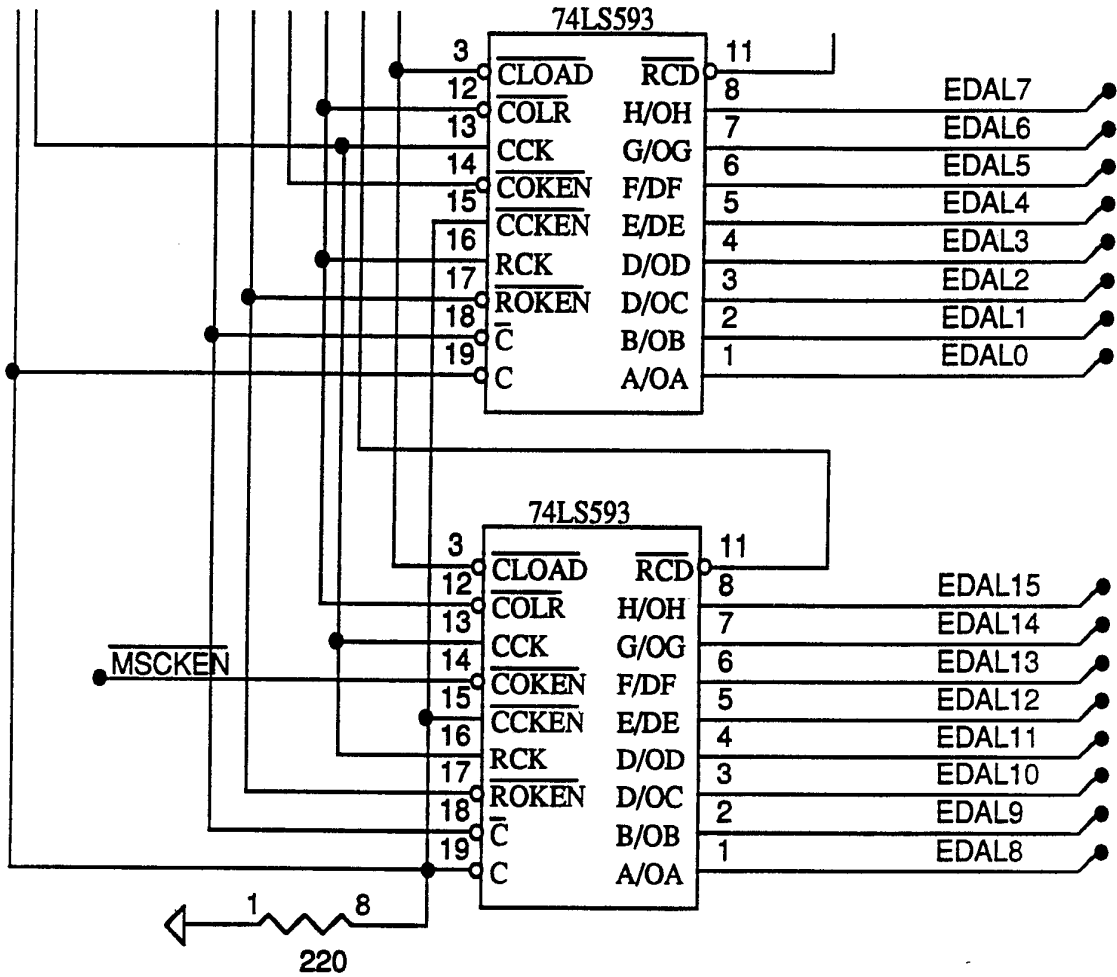 74LS593
3 CLOAD RCD 11
12 COLR H/OH 8 EDAL7
13 CCK G/OG 7 EDAL6
14 COKEN F/DF 6 EDAL5
15 CCKEN E/DE 5 EDAL4
16 RCK D/OD 4 EDAL3
17 ROKEN D/OC 3 EDAL2
18 C B/OB 2 EDAL1
19 C A/OA 1 EDAL0
74LS593
3 CLOAD RCD 11
12 COLR H/OH 8 EDAL15
13 CCK G/OG 7 EDAL14
MSCKEN 14 COKEN F/DF 6 EDAL13
15 CCKEN E/DE 5 EDAL12
16 RCK D/OD 4 EDAL11
17 ROKEN D/OC 3 EDAL10
18 C B/OB 2 EDAL9
19 C A/OA 1 EDAL8
1 8
220